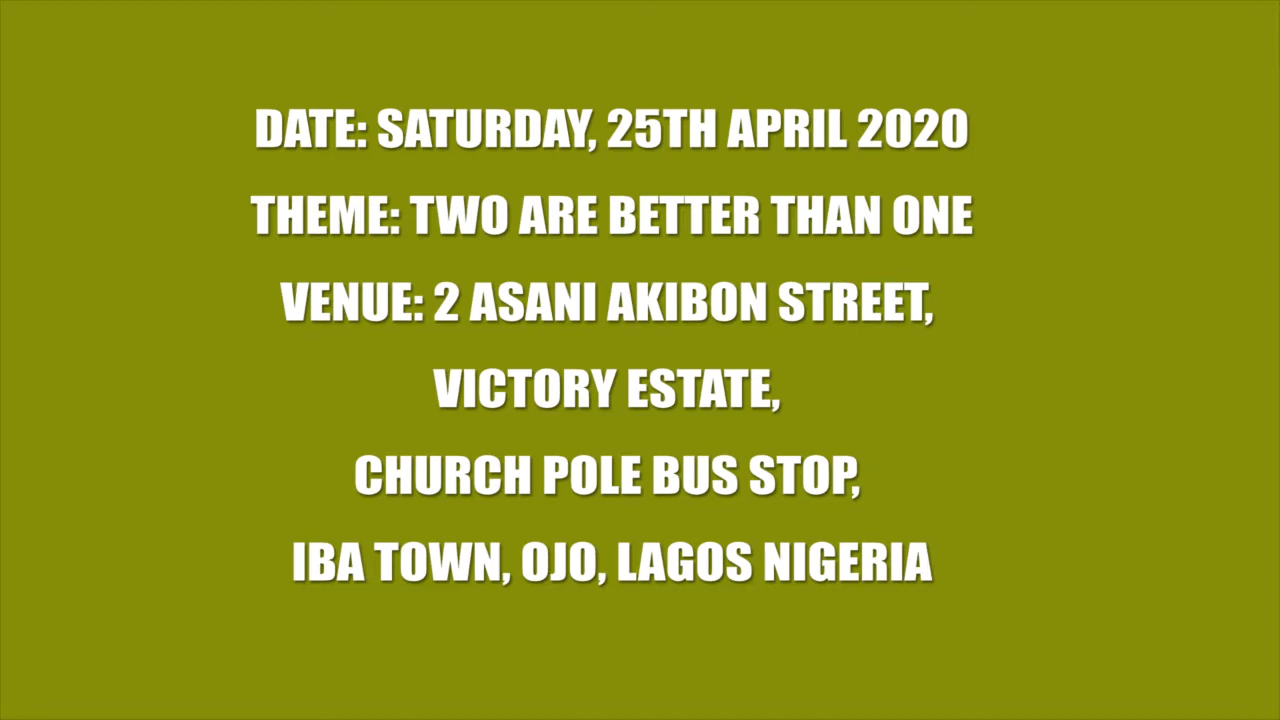 DATE: SATURDAY, 25TH APRIL 2020
THEME: TWO ARE BETTER THAN ONE
VENUE: 2 ASANI AKIBON STREET,
VICTORY ESTATE,
CHURCH POLE BUS STOP,
IBA TOWN, OJO, LAGOS NIGERIA